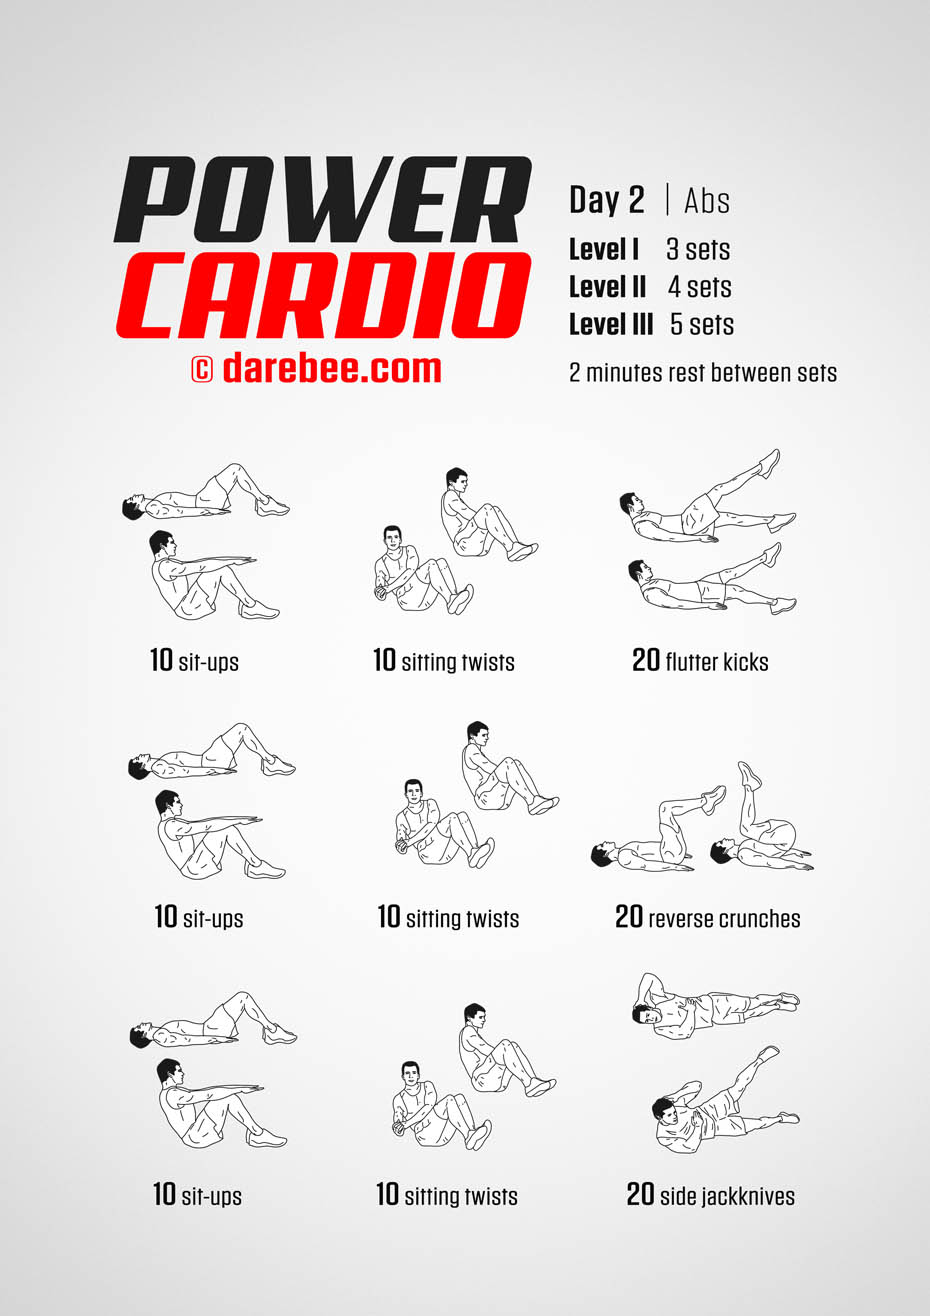 POWER
CARDIO
© darebee.com
Day 2 | Abs
Level I 3 sets
Level II 4 sets
Level III 5 sets
2 minutes rest between sets
10 sit-ups
10 sitting twists
20 flutter kicks
10 sit-ups
10 sitting twists
20 reverse crunches
10 sit-ups
10 sitting twists
20 side jackknives